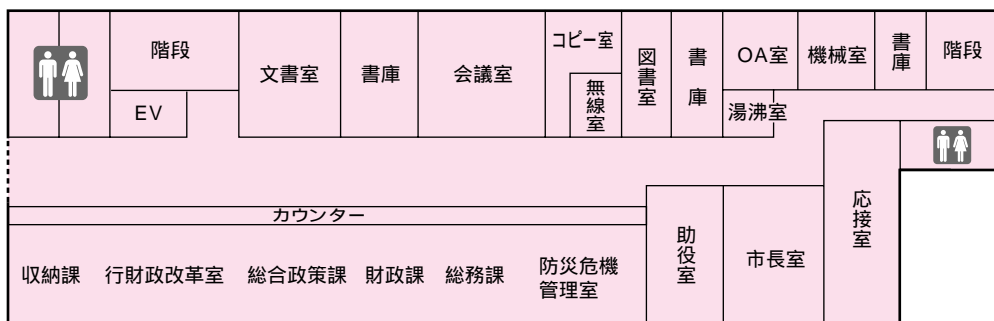 階段
EV
文書室
書庫
会議室
コピー室
無線室
図書室
書庫
OA室
湯沸室
機械室
書庫
階段
カウンター
収納課
行財政改革室
総合政策課
財政課
総務課
防災危機
管理室
助役室
市長室
応接室